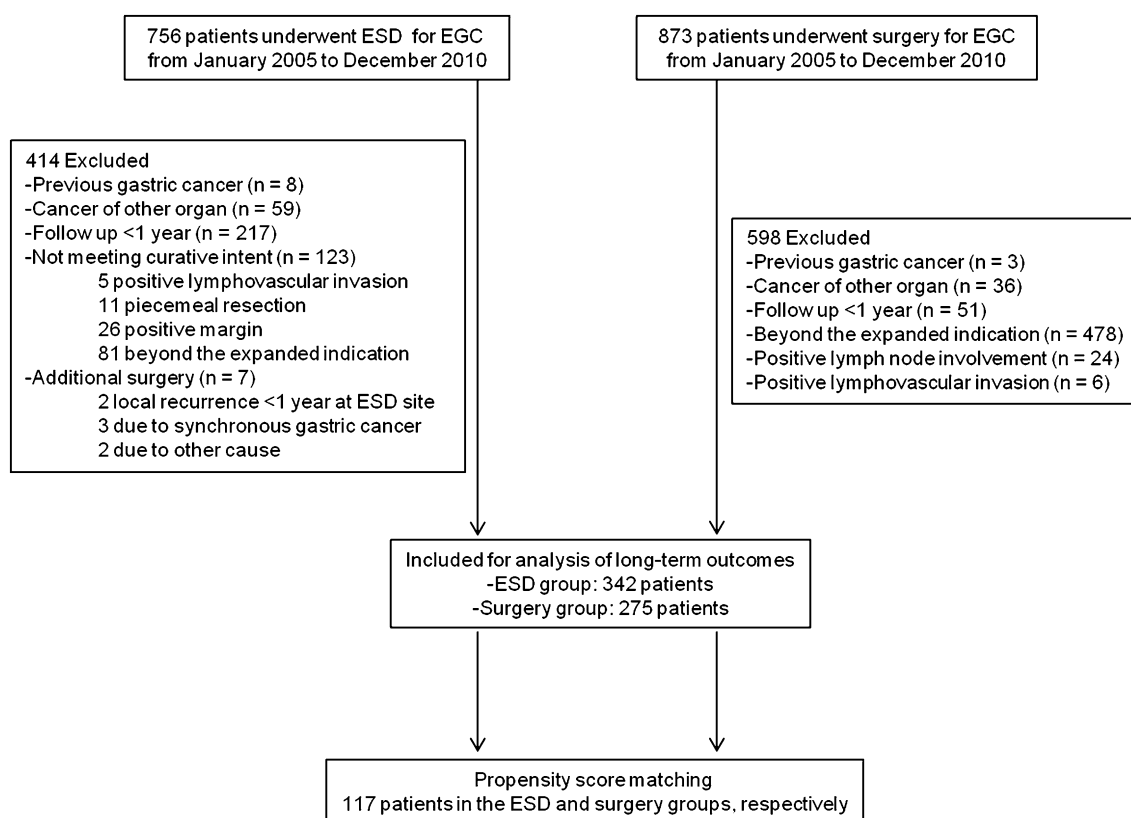 756 patients underwent ESD for EGC
from January 2005 to December 2010
873 patients underwent surgery for EGC
from January 2005 to December 2010
414 Excluded
-Previous gastric cancer (n = 8)
-Cancer of other organ (n = 59)
-Follow up <1 year (n = 217)
-Not meeting curative intent (n = 123)
5 positive lymphovascular invasion
11 piecemeal resection
26 positive margin
81 beyond the expanded indication
-Additional surgery (n = 7)
2 local recurrence <1 year at ESD site
3 due to synchronous gastric cancer
2 due to other cause
598 Excluded
-Previous gastric cancer (n = 3)
-Cancer of other organ (n = 36)
-Follow up <1 year (n = 51)
-Beyond the expanded indication (n = 478)
-Positive lymph node involvement (n = 24)
-Positive lymphovascular invasion (n = 6)
Included for analysis of long-term outcomes
-ESD group: 342 patients
-Surgery group: 275 patients
Propensity score matching
117 patients in the ESD and surgery groups, respectively